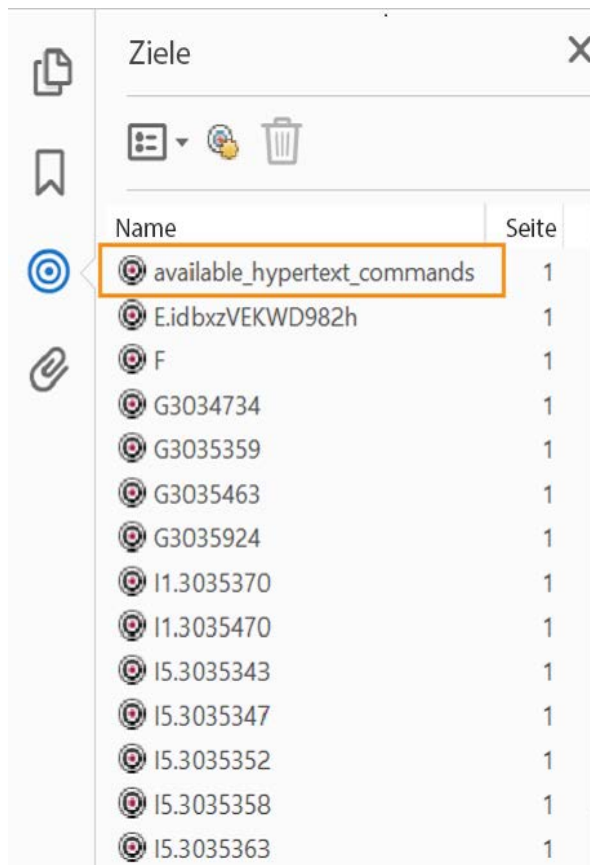 Ziele
Name Seite
available_hypertext_commands 1
E.idbxzVEKWD982h 1
F 1
G3034734 1
G3035359 1
G3035463 1
G3035924 1
I1.3035370 1
I1.3035470 1
I5.3035343 1
I5.3035347 1
I5.3035352 1
I5.3035358 1
I5.3035363 1